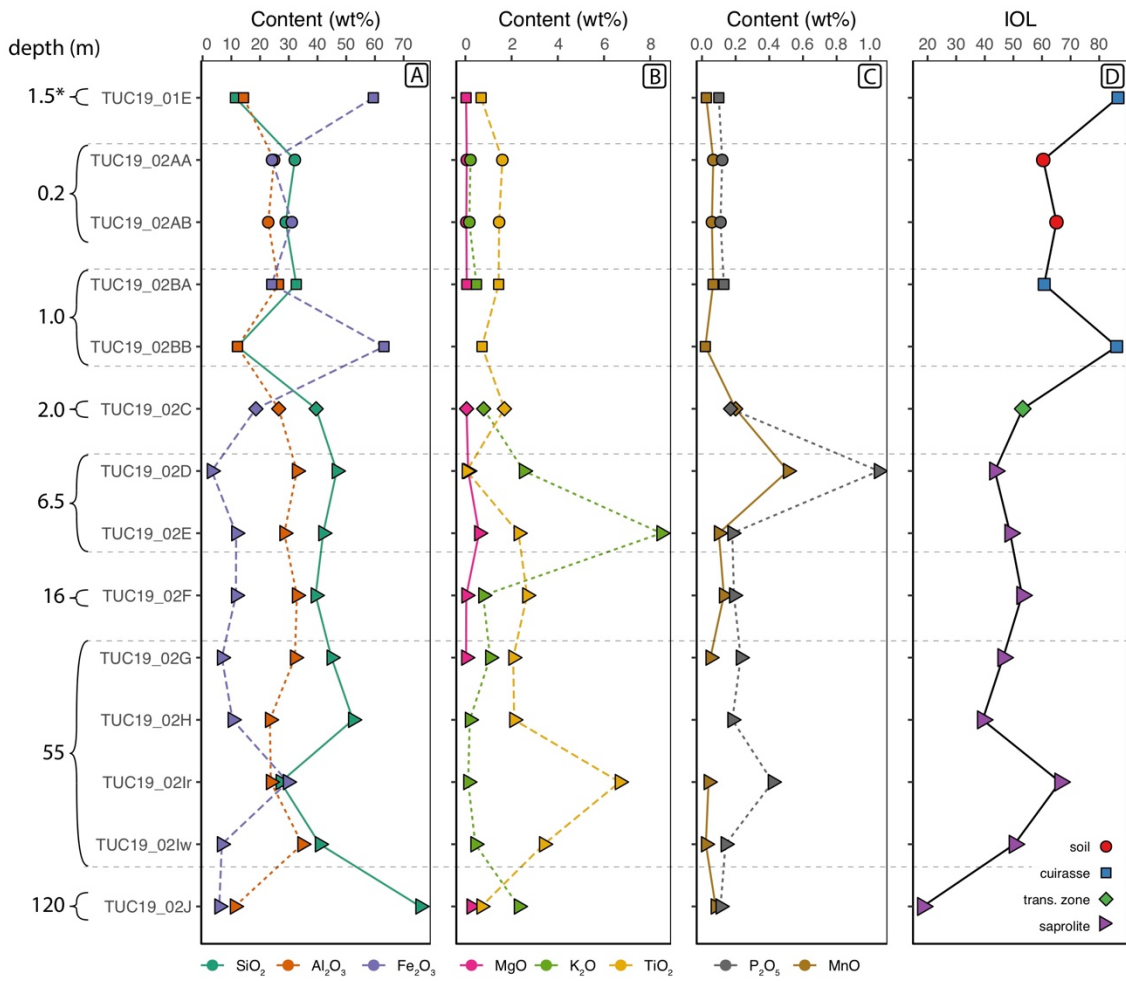 Content (wt%) Content (wt%) Content (wt%) IOL
depth (m)
0 10 20 30 40 50 60 70 0 2 4 6 8 0.0 0.2 0.4 0.6 0.8 1.0 20 30 40 50 60 70 80
A B C D
1.5* TUC19_01E
TUC19_02AA
0.2
TUC19_02AB
TUC19_02BA
1.0
TUC19_02BB
2.0 TUC19_02C
TUC19_02D
6.5
TUC19_02E
16 TUC19_02F
TUC19_02G
TUC19_02H
55
TUC19_02Ir
TUC19_02Iw
120 TUC19_02J
soil
cuirasse
trans. zone
saprolite
SiO₂ Al₂O₃ Fe₂O₃ MgO K₂O TiO₂ P₂O₅ MnO